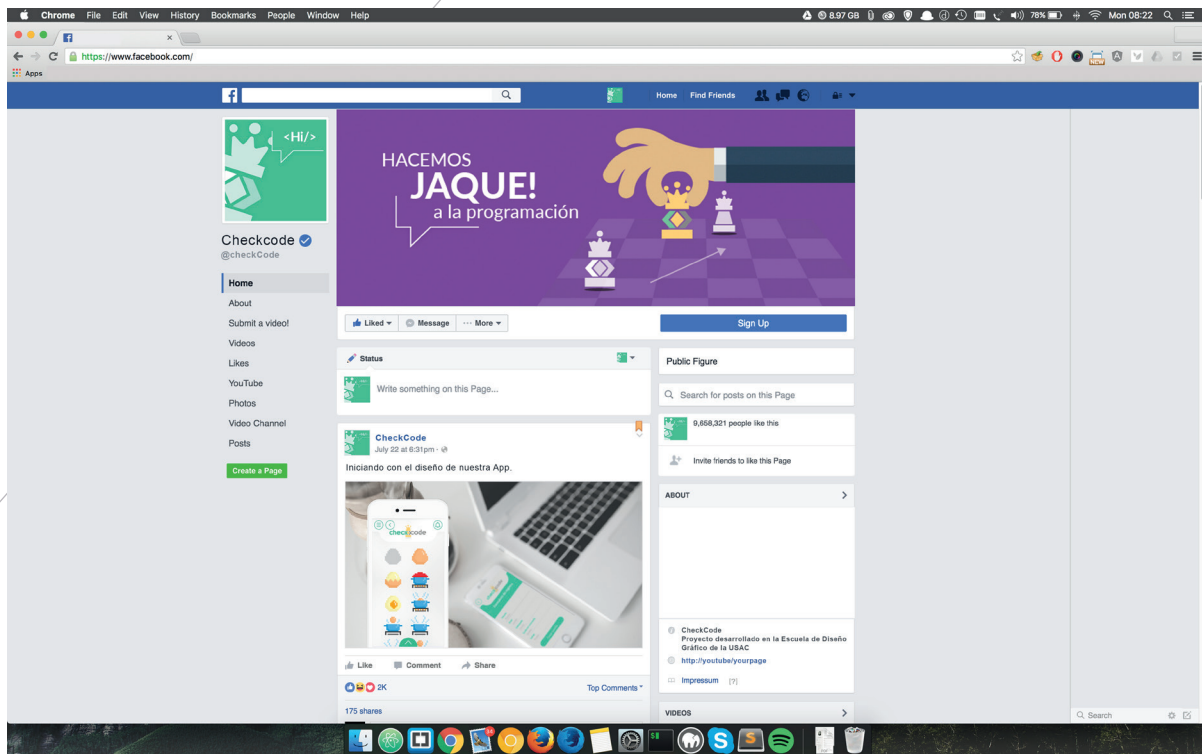 Chrome File Edit View History Bookmarks People Window Help
8.97 GB 78% Mon 08:22
https://www.facebook.com/
Apps
Home Find Friends
<Hi/>
HACEMOS
JAQUE!
a la programación
Checkcode
@checkCode
Home
About
Submit a video!
Videos
Likes
YouTube
Photos
Video Channel
Posts
Create a Page
Liked Message ... More
Sign Up
Status
Write something on this Page...
Public Figure
Search for posts on this Page
9,658,321 people like this
Invite friends to like this Page
CheckCode
July 22 at 6:31pm ·
Iniciando con el diseño de nuestra App.
checkcode
Like Comment Share
2K
Top Comments
175 shares
ABOUT
CheckCode
Proyecto desarrollado en la Escuela de Diseño
Gráfico de la USAC
http://youtube/yourpage
Impressum [?]
VIDEOS
Search